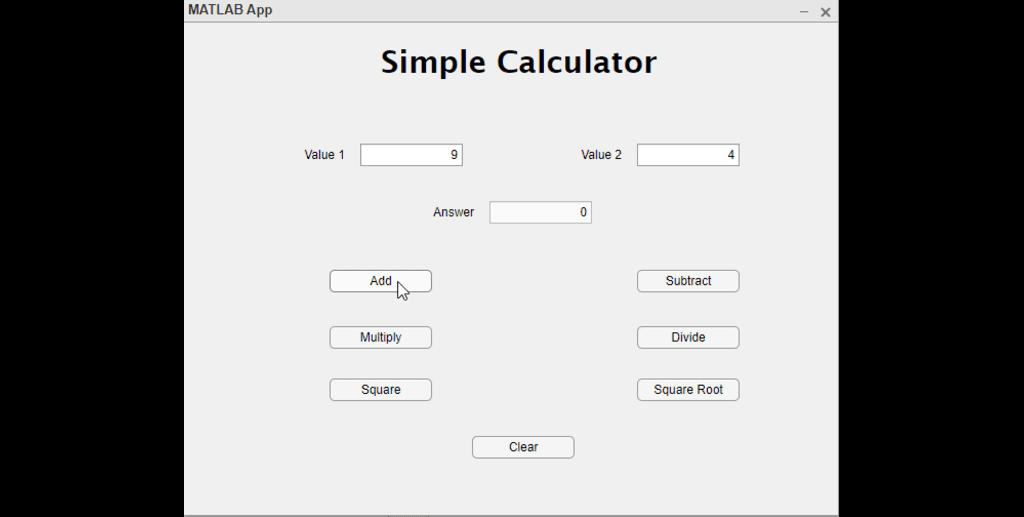 MATLAB App
Simple Calculator
Value 1 9 Value 2 4
Answer 0
Add Subtract
Multiply Divide
Square Square Root
Clear